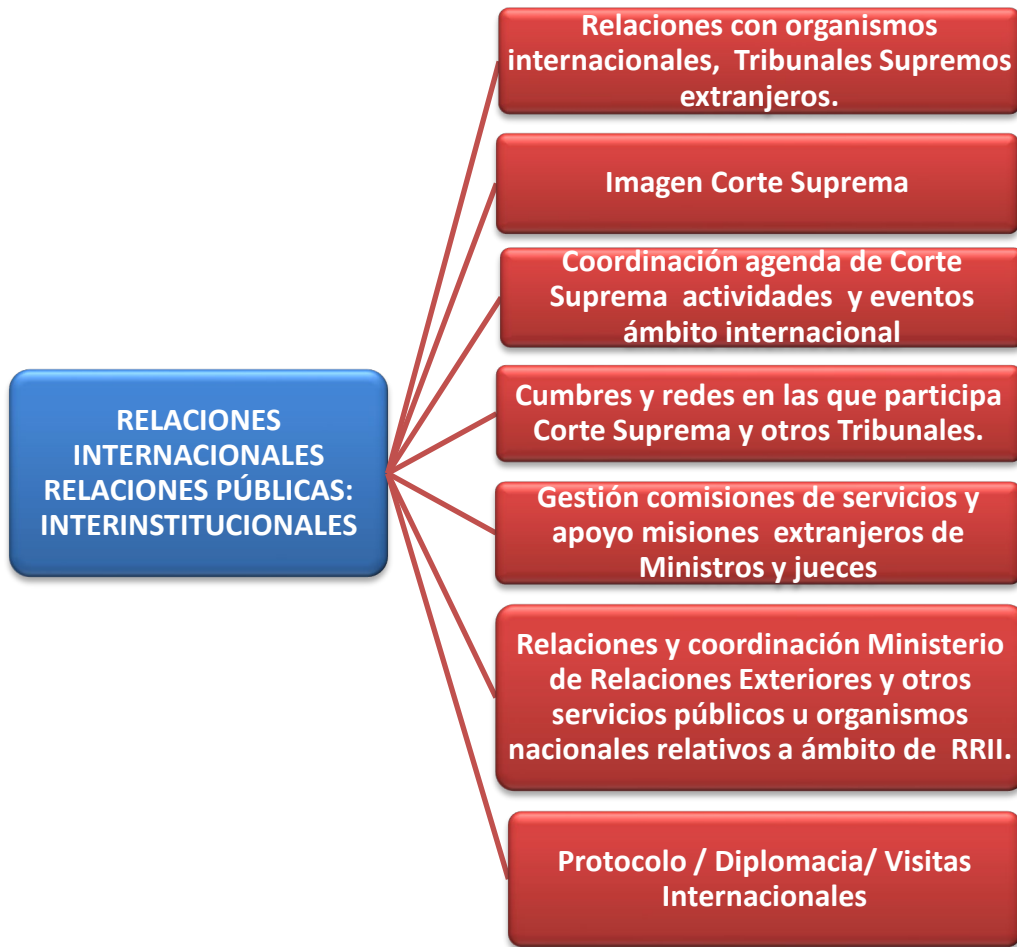 Relaciones con organismos
internacionales, Tribunales Supremos
extranjeros.
Imagen Corte Suprema
Coordinación agenda de Corte
Suprema actividades y eventos
ámbito internacional
RELACIONES
INTERNACIONALES
RELACIONES PÚBLICAS:
INTERINSTITUCIONALES
Cumbres y redes en las que participa
Corte Suprema y otros Tribunales.
Gestión comisiones de servicios y
apoyo misiones extranjeros de
Ministros y jueces
Relaciones y coordinación Ministerio
de Relaciones Exteriores y otros
servicios públicos u organismos
nacionales relativos a ámbito de RRII.
Protocolo / Diplomacia/ Visitas
Internacionales